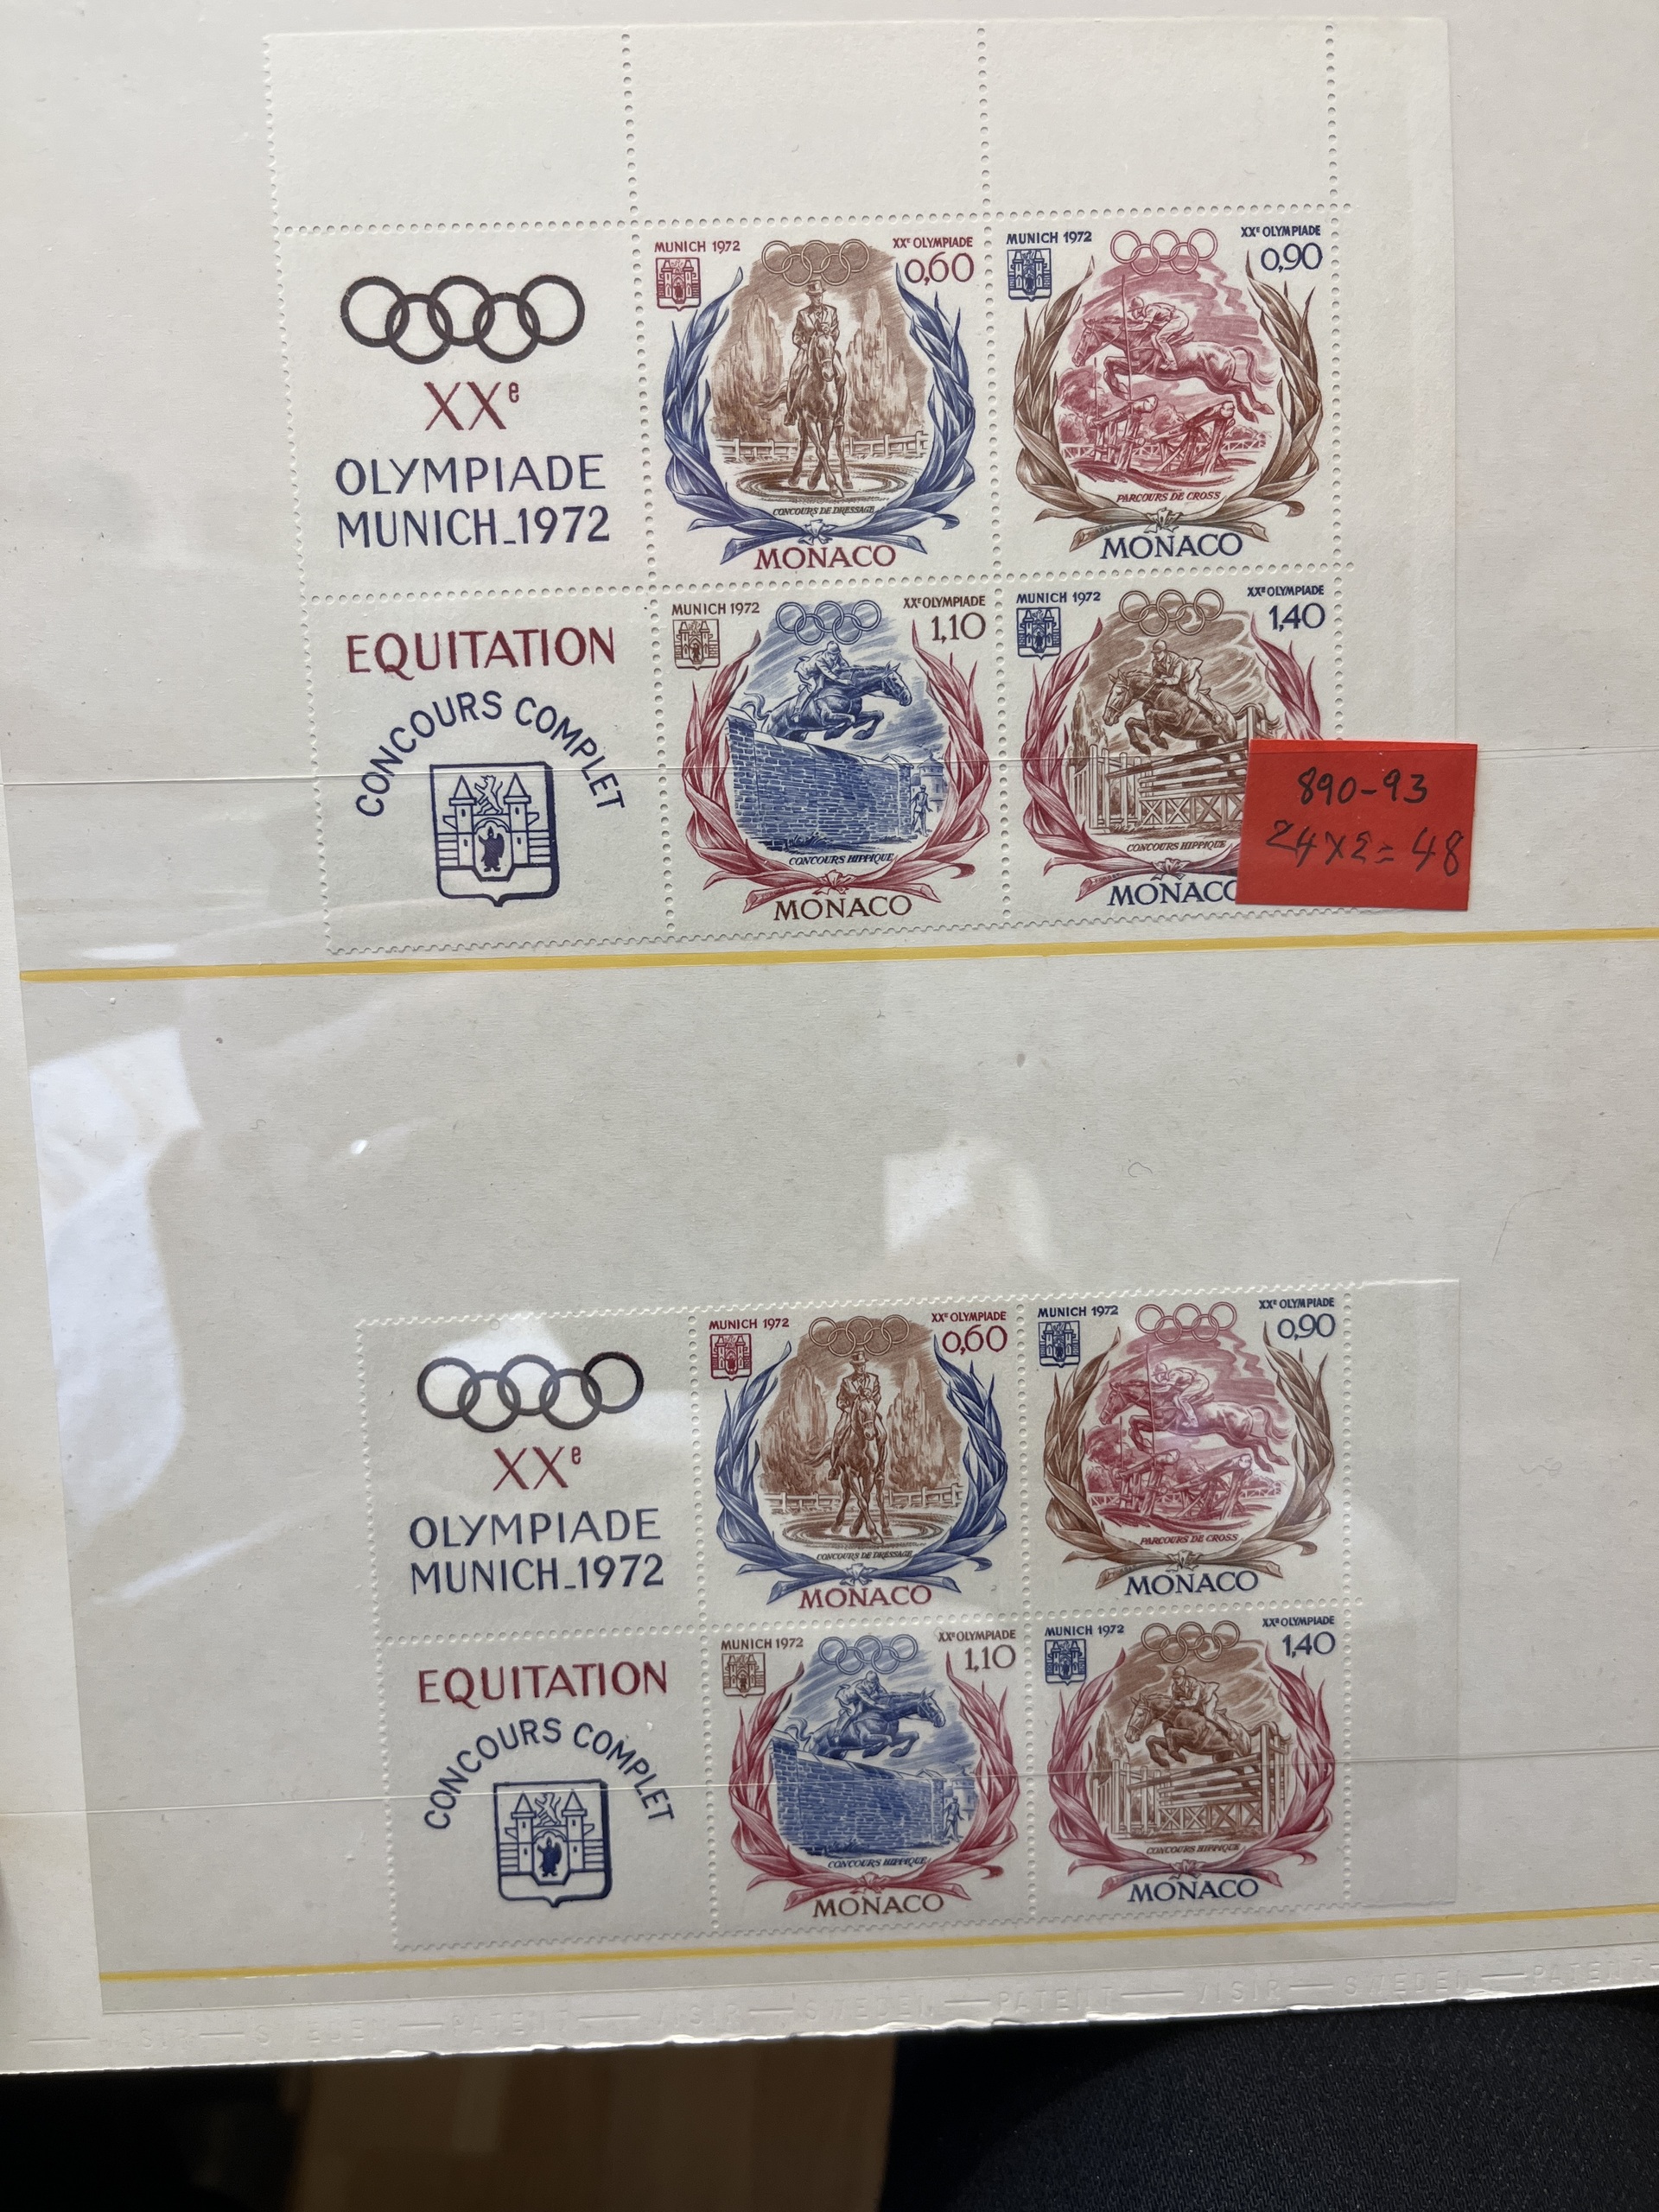 XXe
OLYMPIADE
MUNICH_1972
MUNICH 1972
XXE OLYMPIADE
0,60
CONCOURS DE DRESSAGE
MONACO
MUNICH 1972
XXE OLYMPIADE
0,90
PARCOURS DE CROSS
MONACO
EQUITATION
CONCOURS COMPLET
MUNICH 1972
XXE OLYMPIADE
1,10
CONCOURS HIPPIQUE
MONACO
MUNICH 1972
XXE OLYMPIADE
1,40
CONCOURS HIPPIQUE
MONACO
890-93
24X2=48
XXe
OLYMPIADE
MUNICH_1972
MUNICH 1972
XXE OLYMPIADE
0,60
CONCOURS DE DRESSAGE
MONACO
MUNICH 1972
XXE OLYMPIADE
0,90
PARCOURS DE CROSS
MONACO
EQUITATION
CONCOURS COMPLET
MUNICH 1972
XXE OLYMPIADE
1,10
CONCOURS HIPPIQUE
MONACO
MUNICH 1972
XXE OLYMPIADE
1,40
CONCOURS HIPPIQUE
MONACO
PATENT — VISIR — SWEDEN — PATENT — VISIR — SWEDEN — PATENT